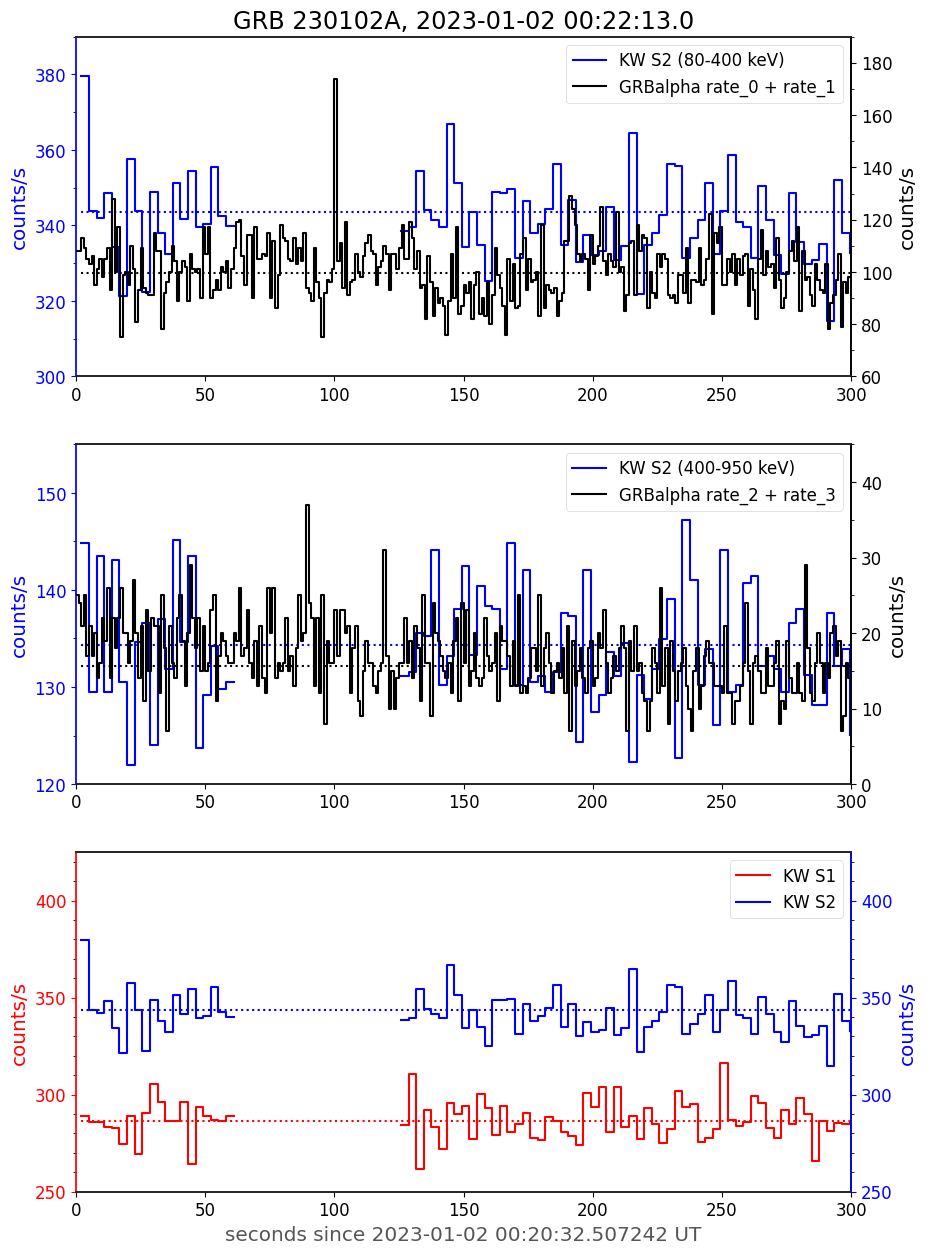 GRB 230102A, 2023-01-02 00:22:13.0
KW S2 (80-400 keV)
GRBalpha rate_0 + rate_1
counts/s
counts/s
380
360
340
320
300
180
160
140
120
100
80
60
0 50 100 150 200 250 300
KW S2 (400-950 keV)
GRBalpha rate_2 + rate_3
counts/s
counts/s
150
140
130
120
40
30
20
10
0
0 50 100 150 200 250 300
KW S1
KW S2
counts/s
counts/s
400
350
300
250
400
350
300
250
0 50 100 150 200 250 300
seconds since 2023-01-02 00:20:32.507242 UT